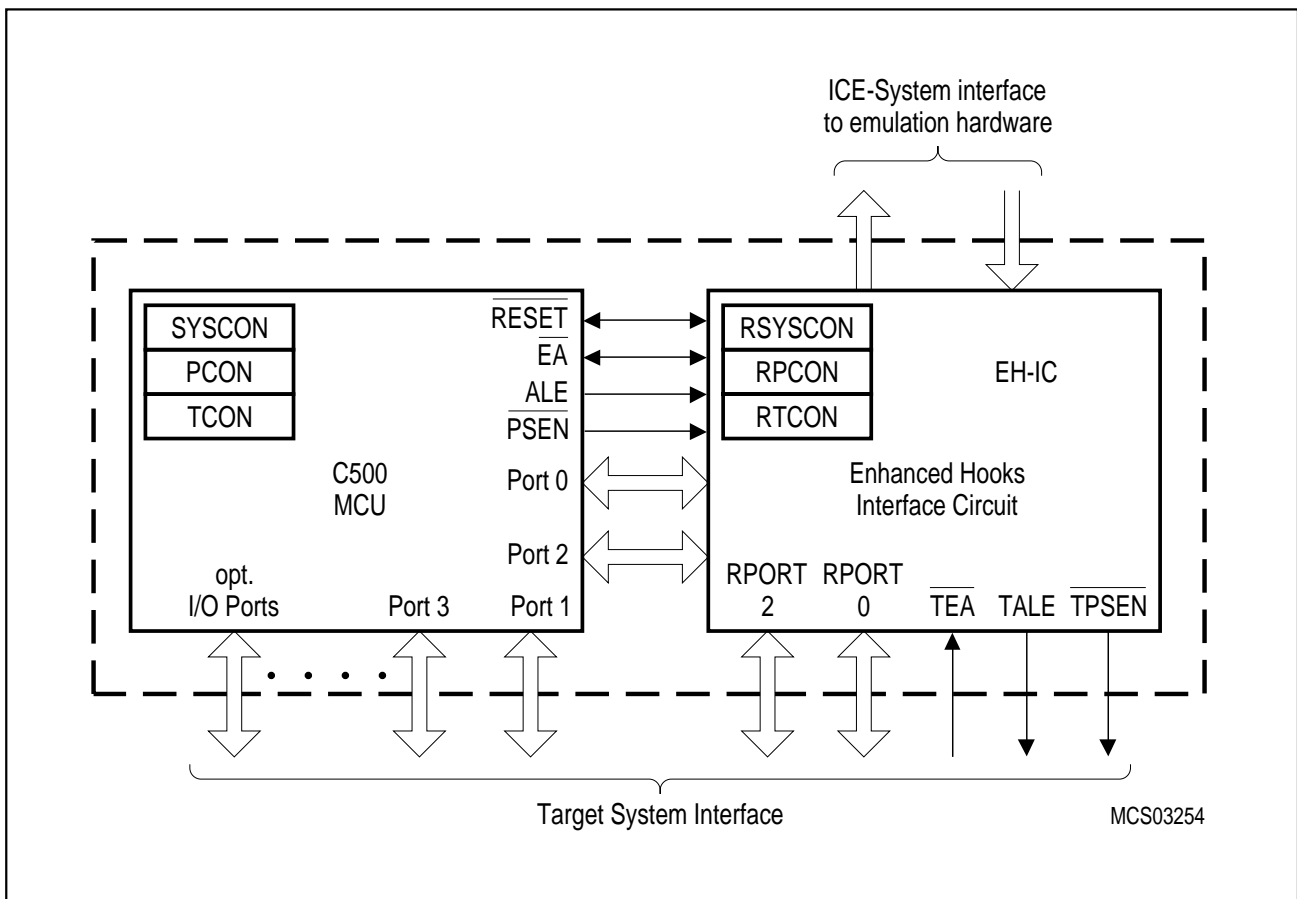 ICE-System interface
to emulation hardware
SYSCON
PCON
TCON
RESET
EA
ALE
PSEN
C500
MCU
Port 0
Port 2
opt.
I/O Ports
Port 3
Port 1
RSYSCON
RPCON
RTCON
EH-IC
Enhanced Hooks
Interface Circuit
RPORT
2
RPORT
0
TEA
TALE
TPSEN
Target System Interface
MCS03254